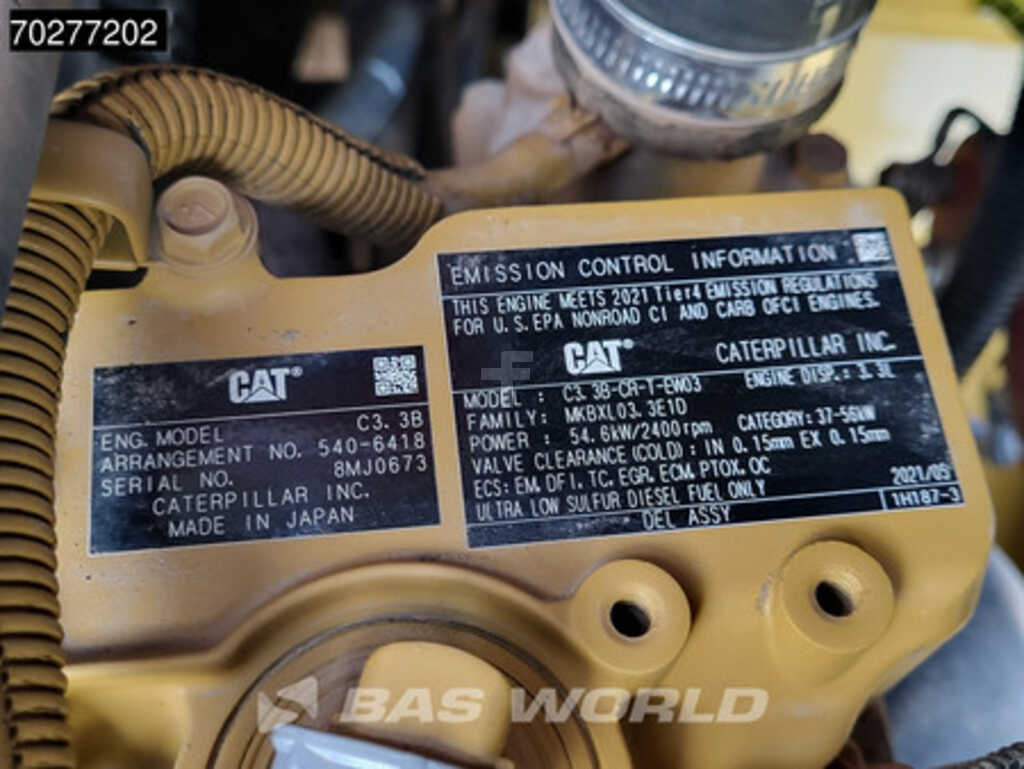 70277202
CAT®
ENG. MODEL C3.3B
ARRANGEMENT NO. 540-6418
SERIAL NO. 8MJ0673
CATERPILLAR INC.
MADE IN JAPAN
EMISSION CONTROL INFORMATION
THIS ENGINE MEETS 2021 Tier4 EMISSION REGULATIONS
FOR U.S.EPA NONROAD CI AND CARB OFCI ENGINES.
CAT® CATERPILLAR INC.
MODEL : C3.3B-CR-T-EW03 ENGINE DISP.: 3.3L
FAMILY: MKBXL03.3E1D
POWER : 54.6kW/2400rpm CATEGORY: 37-56kW
VALVE CLEARANCE(COLD): IN 0.15mm EX 0.15mm
ECS: EM, DFI, TC, EGR, ECM, PTOX, OC 2021/05
ULTRA LOW SULFUR DIESEL FUEL ONLY 1H187-3
DEL ASSY
BAS WORLD